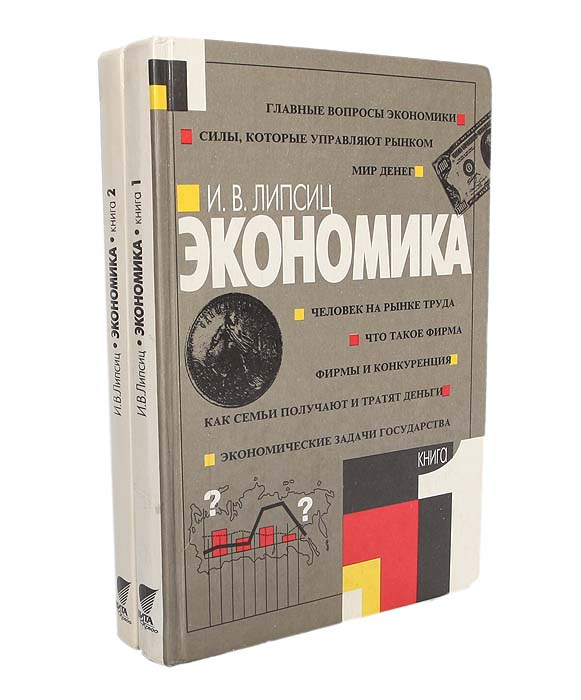 ГЛАВНЫЕ ВОПРОСЫ ЭКОНОМИКИ
СИЛЫ, КОТОРЫЕ УПРАВЛЯЮТ РЫНКОМ
МИР ДЕНЕГ
И. В. ЛИПСИЦ
ЭКОНОМИКА
ЧЕЛОВЕК НА РЫНКЕ ТРУДА
ЧТО ТАКОЕ ФИРМА
ФИРМЫ И КОНКУРЕНЦИЯ
КАК СЕМЬИ ПОЛУЧАЮТ И ТРАТЯТ ДЕНЬГИ
ЭКОНОМИЧЕСКИЕ ЗАДАЧИ ГОСУДАРСТВА
КНИГА
1
? ?
И.В.Липсиц • ЭКОНОМИКА • книга 2
И.В.Липсиц • ЭКОНОМИКА • книга 1
ВИТА